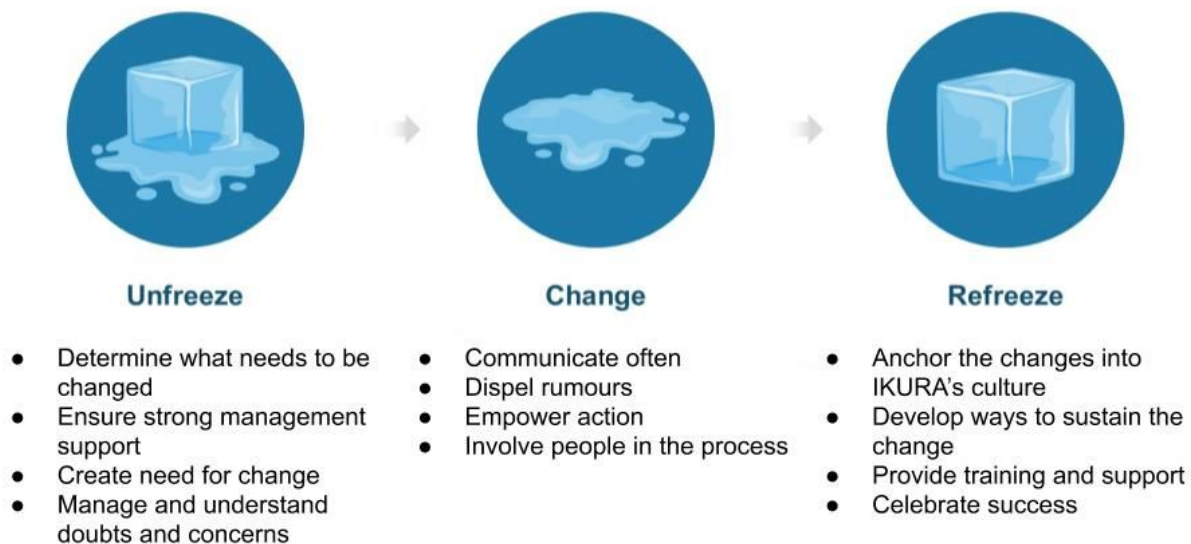 Unfreeze
● Determine what needs to be
changed
● Ensure strong management
support
● Create need for change
● Manage and understand
doubts and concerns
Change
● Communicate often
● Dispel rumours
● Empower action
● Involve people in the process
Refreeze
● Anchor the changes into
IKURA's culture
● Develop ways to sustain the
change
● Provide training and support
● Celebrate success